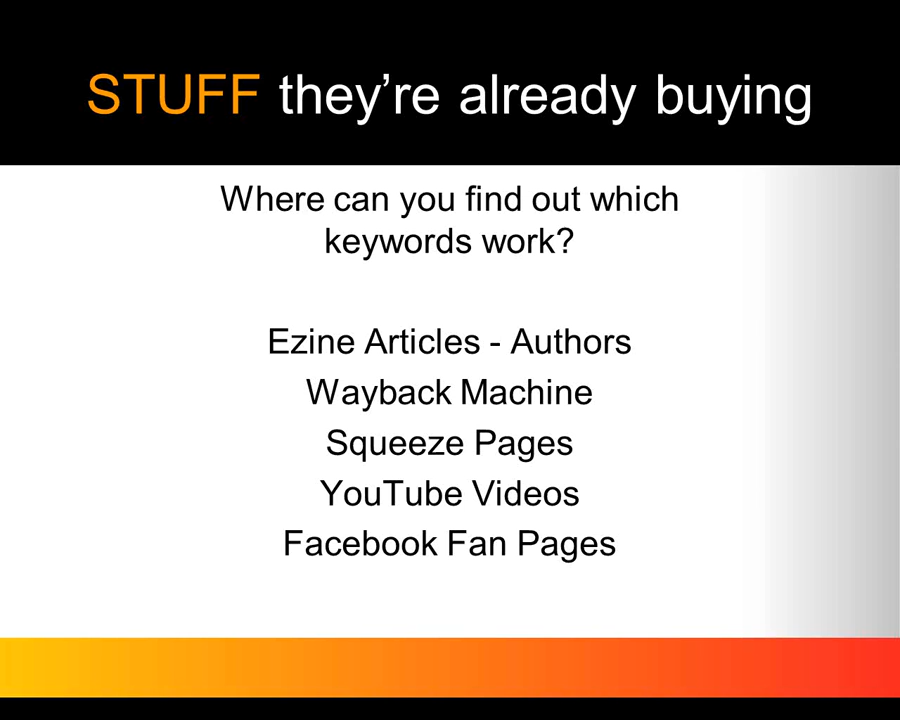 STUFF they’re already buying
Where can you find out which
keywords work?
Ezine Articles - Authors
Wayback Machine
Squeeze Pages
YouTube Videos
Facebook Fan Pages